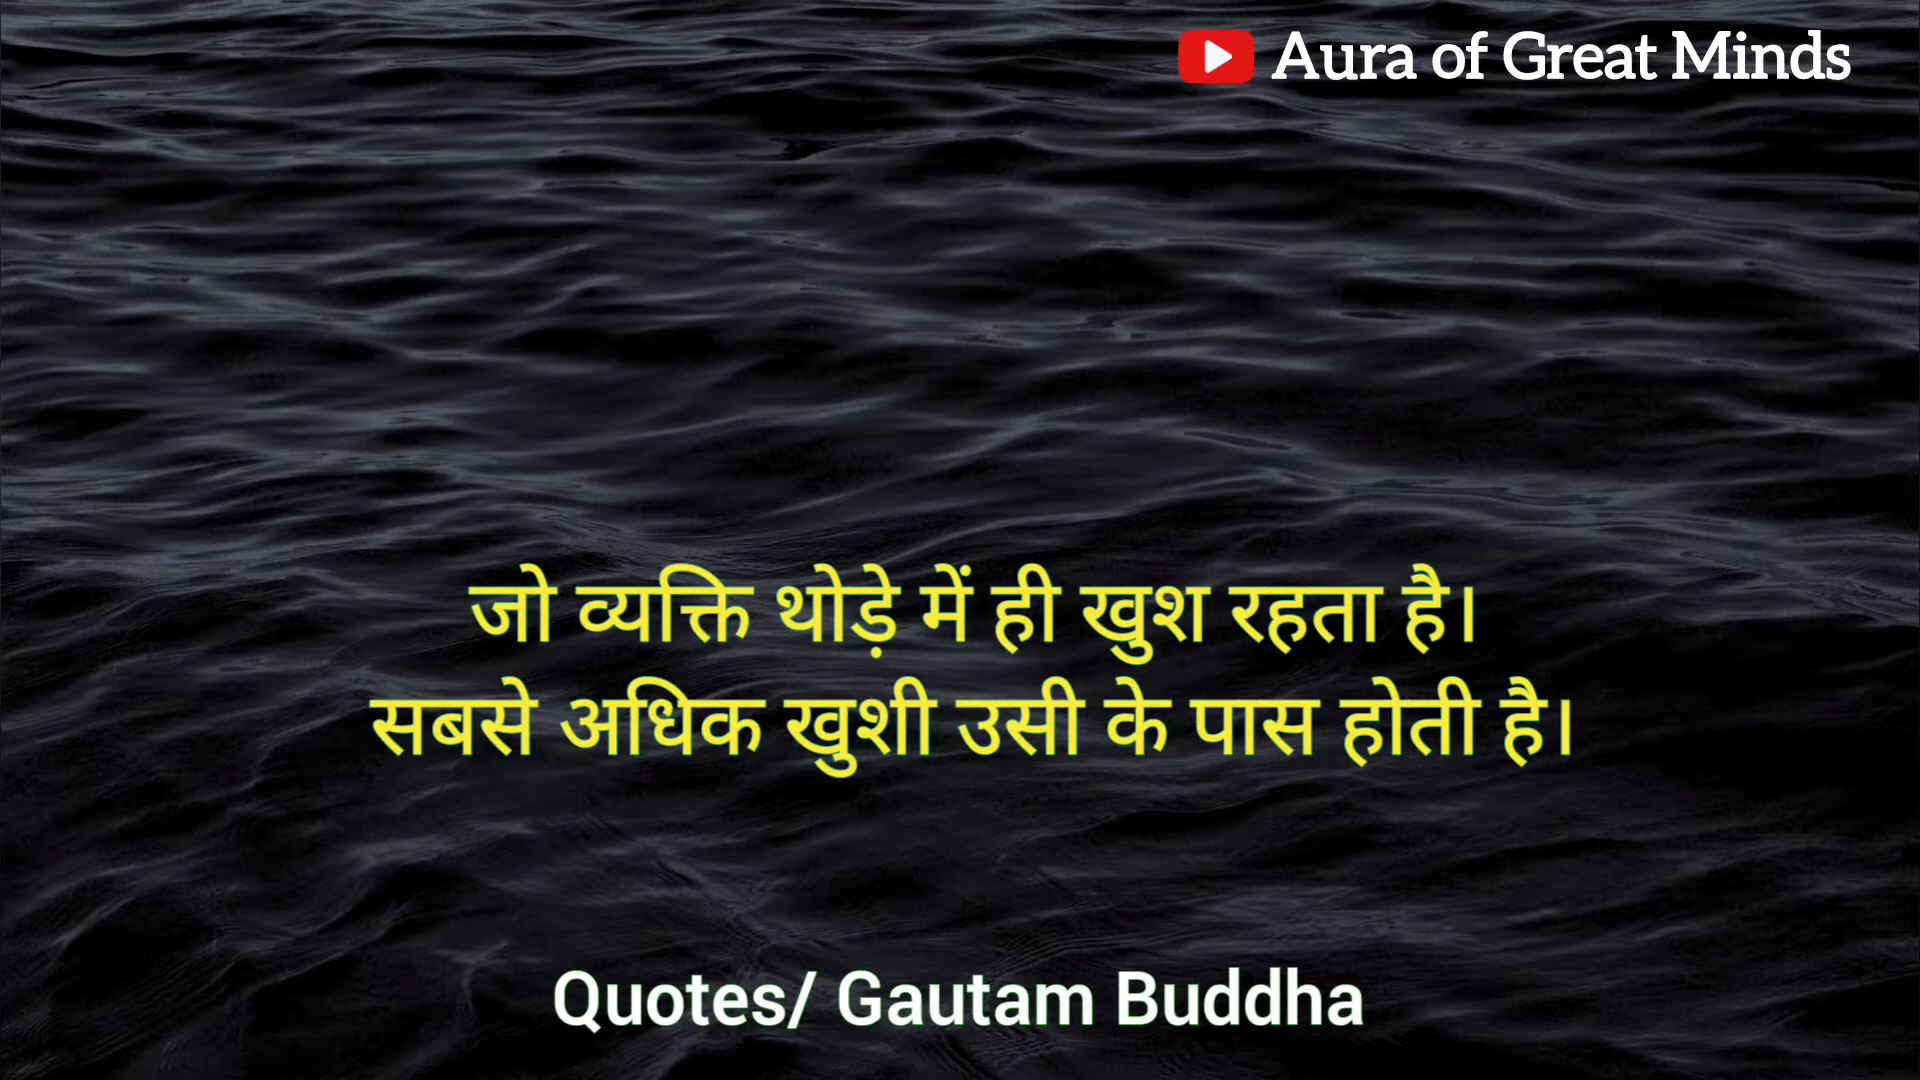 Aura of Great Minds
जो व्यक्ति थोड़े में ही खुश रहता है।
सबसे अधिक खुशी उसी के पास होती है।
Quotes/ Gautam Buddha